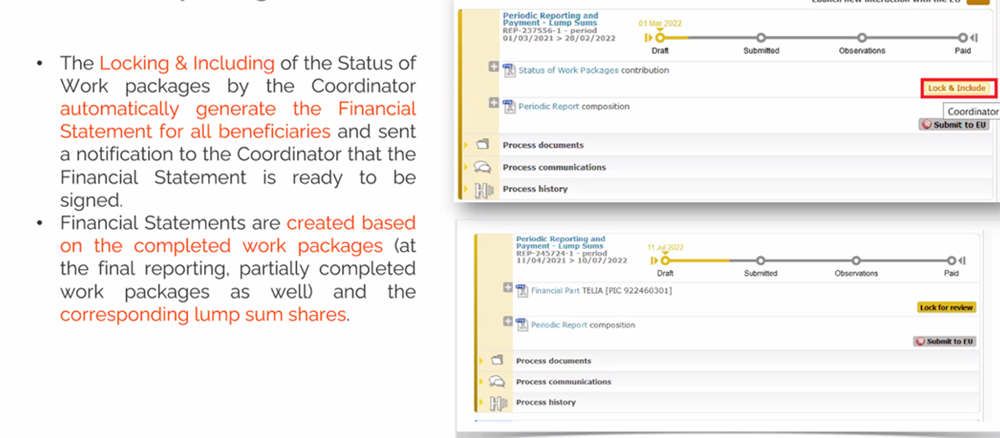 • The Locking & Including of the Status of
Work packages by the Coordinator
automatically generate the Financial
Statement for all beneficiaries and sent
a notification to the Coordinator that the
Financial Statement is ready to be
signed.
• Financial Statements are created based
on the completed work packages (at
the final reporting, partially completed
work packages as well) and the
corresponding lump sum shares.
Launch new interaction with the EU
Periodic Reporting and
Payment - Lump Sums
REP-237556-1 - period
01/03/2021 > 28/02/2022
01 Mar 2022
Draft Submitted Observations Paid
Status of Work Packages contribution
Lock & Include
Periodic Report composition
Coordinator
Submit to EU
Process documents
Process communications
Process history
Periodic Reporting and
Payment - Lump Sums
REP-245724-1 - period
11/04/2021 > 10/07/2022
11 Jul 2022
Draft Submitted Observations Paid
Financial Part TELIA [PIC 922460301]
Lock for review
Periodic Report composition
Submit to EU
Process documents
Process communications
Process history